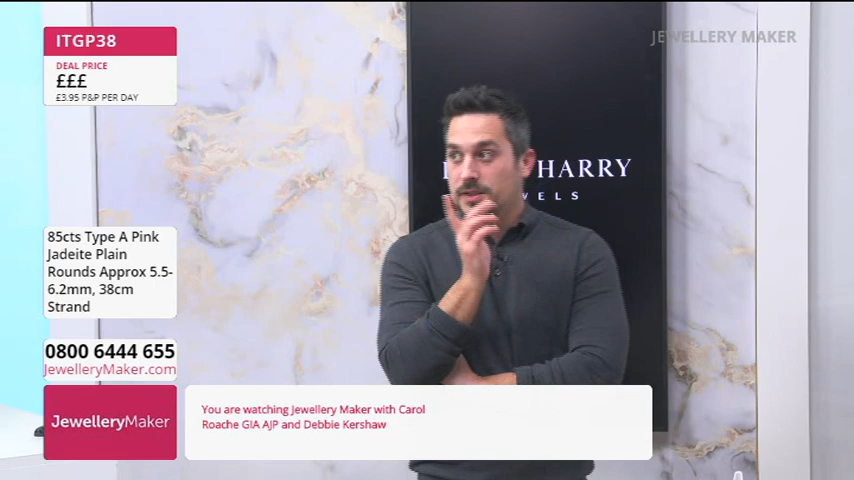 ITGP38
DEAL PRICE
£££
£3.95 P&P PER DAY
JEWELLERY MAKER
HARRY
85cts Type A Pink
Jadeite Plain
Rounds Approx 5.5-
6.2mm, 38cm
Strand
0800 6444 655
JewelleryMaker.com
JewelleryMaker
You are watching Jewellery Maker with Carol
Roache GIA AJP and Debbie Kershaw